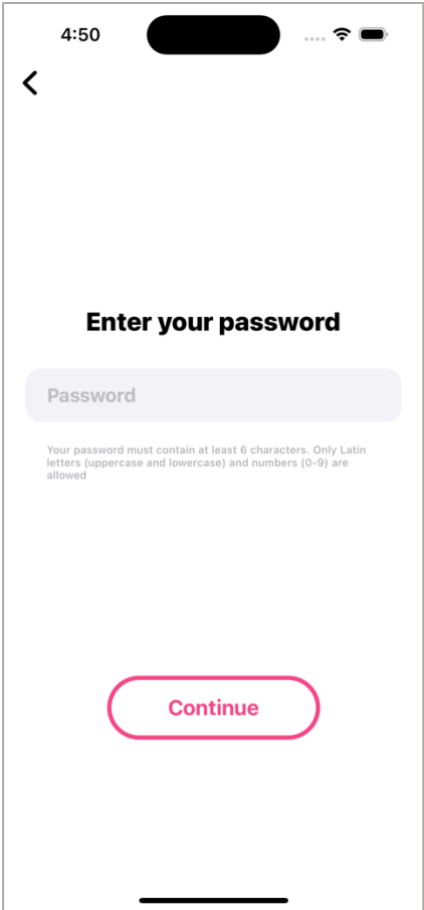 4:50
Enter your password
Password
Your password must contain at least 6 characters. Only Latin
letters (uppercase and lowercase) and numbers (0-9) are
allowed
Continue